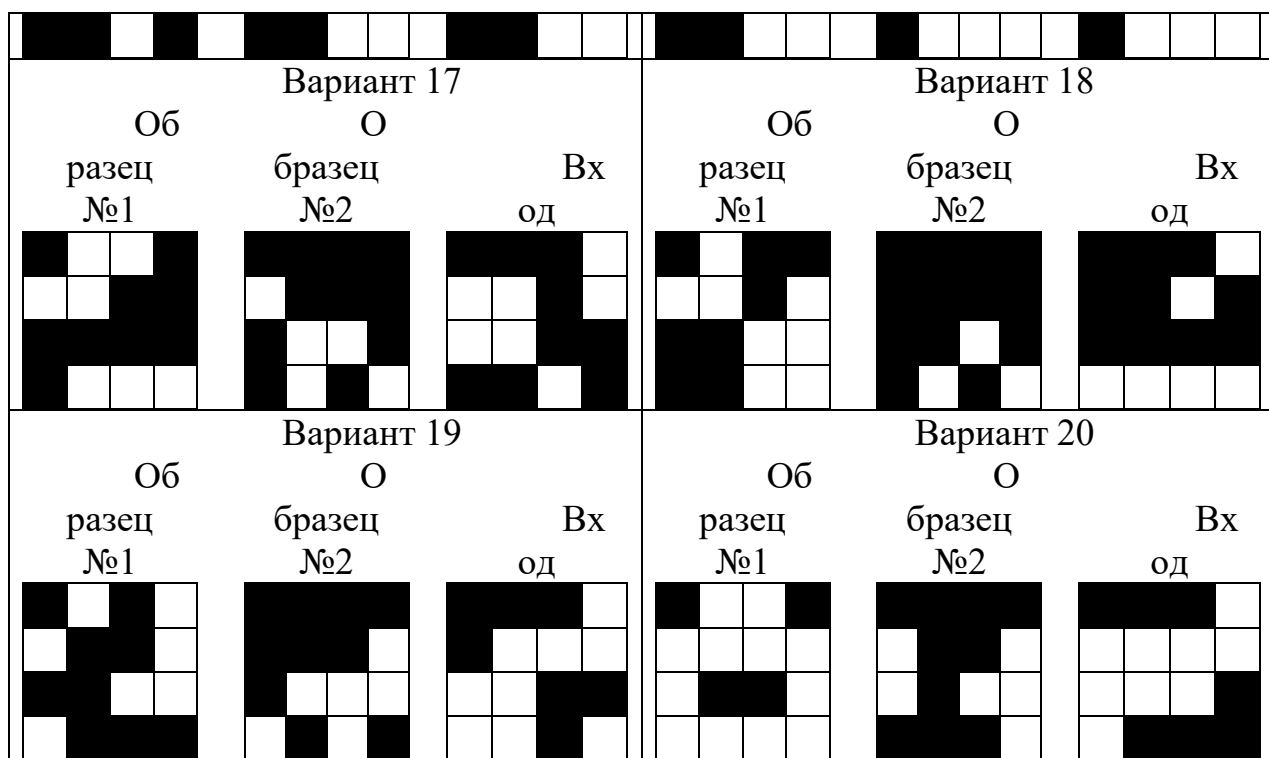 Вариант 17
Об О
разец бразец Вх
№1 №2 од
Вариант 18
Об О
разец бразец Вх
№1 №2 од
Вариант 19
Об О
разец бразец Вх
№1 №2 од
Вариант 20
Об О
разец бразец Вх
№1 №2 од